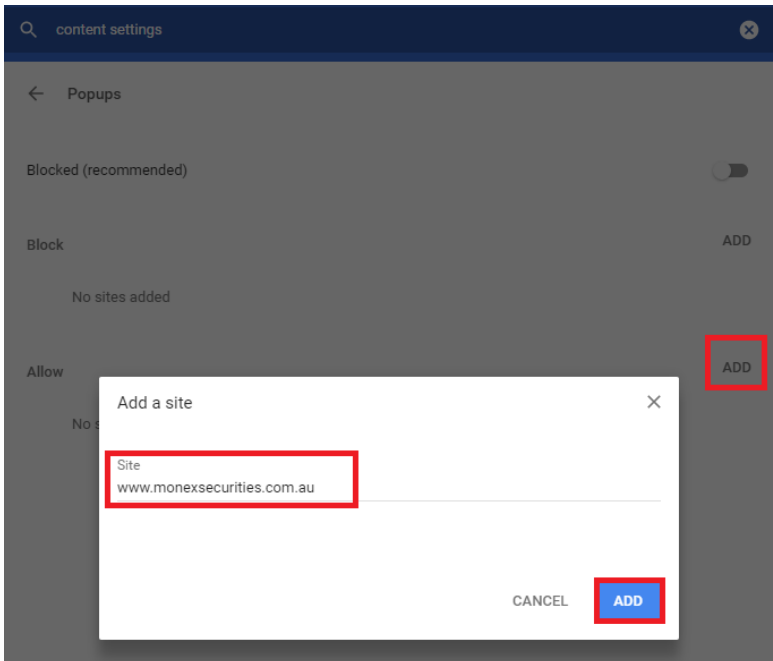 content settings
Popups
Blocked (recommended)
Block
ADD
No sites added
Allow
ADD
No s
Add a site
Site
www.monexsecurities.com.au
CANCEL
ADD